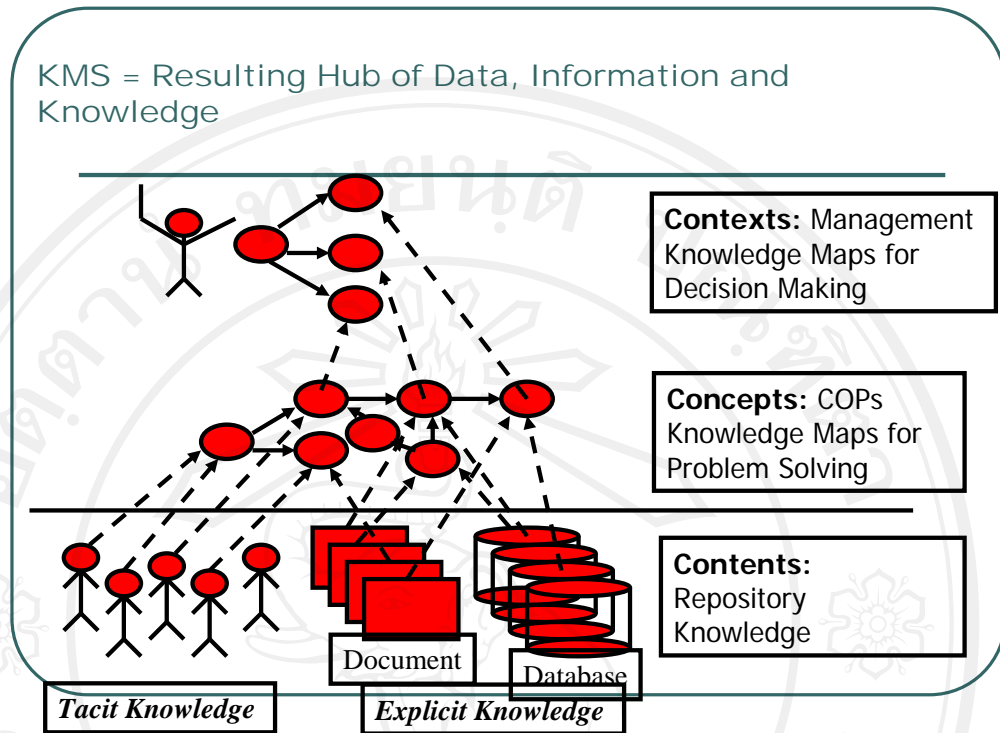 KMS = Resulting Hub of Data, Information and
Knowledge
Contexts: Management
Knowledge Maps for
Decision Making
Concepts: COPs
Knowledge Maps for
Problem Solving
Contents:
Repository
Knowledge
Document
Database
Tacit Knowledge
Explicit Knowledge